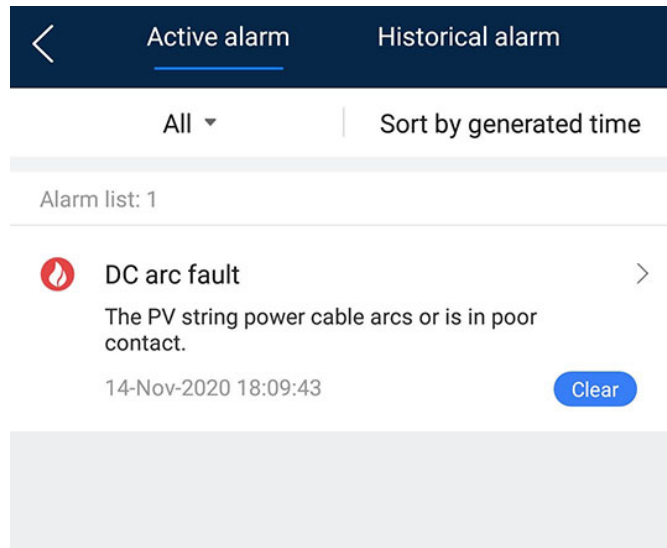 Active alarm Historical alarm
All Sort by generated time
Alarm list: 1
DC arc fault
The PV string power cable arcs or is in poor
contact.
14-Nov-2020 18:09:43 Clear